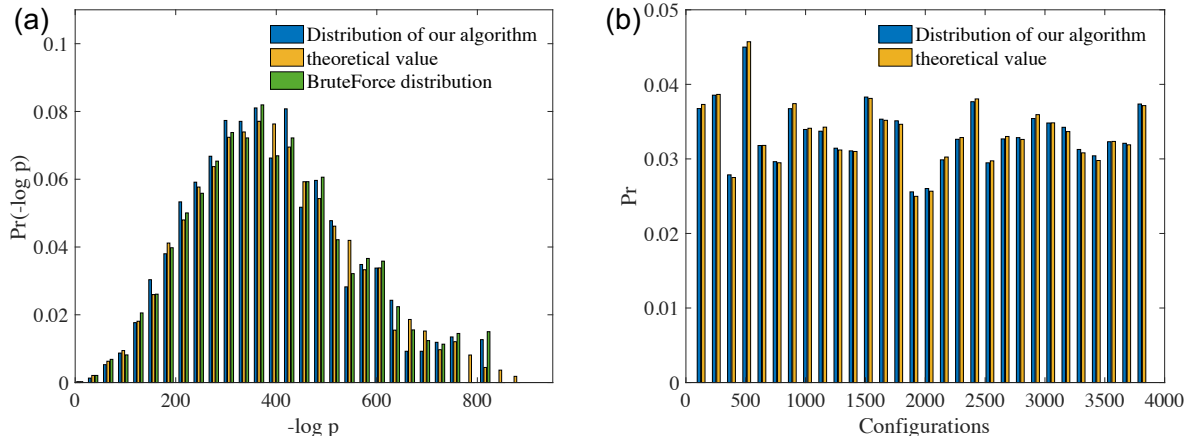 (a)
Distribution of our algorithm
theoretical value
BruteForce distribution
Pr(-log p)
0.1
0.08
0.06
0.04
0.02
0
0 200 400 600 800
-log p
(b)
Distribution of our algorithm
theoretical value
Pr
0.05
0.04
0.03
0.02
0.01
0
0 500 1000 1500 2000 2500 3000 3500 4000
Configurations